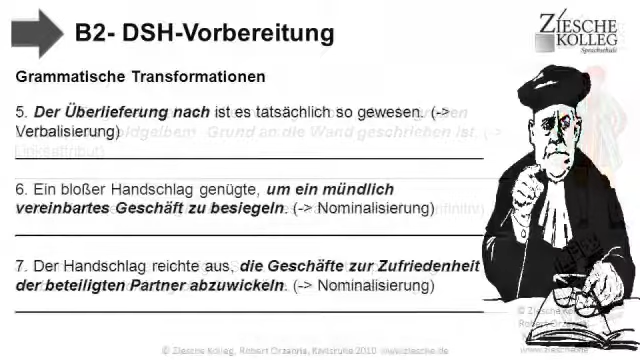 B2- DSH-Vorbereitung
ZIESCHE
KOLLEG
Sprachschule
Grammatische Transformationen
5. Der Überlieferung nach ist es tatsächlich so gewesen. (->
Verbalisierung)
6. Ein bloßer Handschlag genügte, um ein mündlich
vereinbartes Geschäft zu besiegeln. (-> Nominalisierung)
7. Der Handschlag reichte aus, die Geschäfte zur Zufriedenheit
der beteiligten Partner abzuwickeln. (-> Nominalisierung)
© Ziesche Kolleg, Robert Orzanna, Karlsruhe 2010 www.ziesche.de